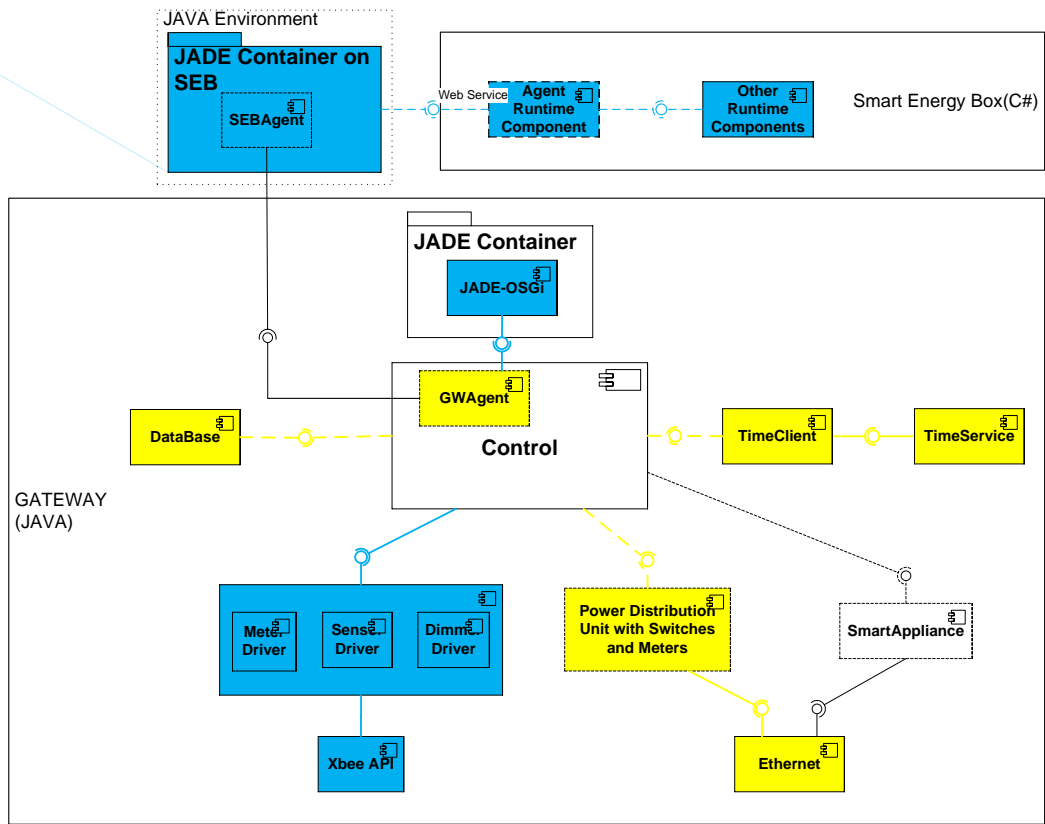 JAVA Environment
JADE Container on
SEB
SEBAgent
Web Service
Agent
Runtime
Component
Other
Runtime
Components
Smart Energy Box(C#)
JADE Container
JADE-OSGi
GWAgent
Control
DataBase
TimeClient
TimeService
GATEWAY
(JAVA)
Meter
Driver
Sensor
Driver
Dimmer
Driver
Power Distribution
Unit with Switches
and Meters
SmartAppliance
Xbee API
Ethernet